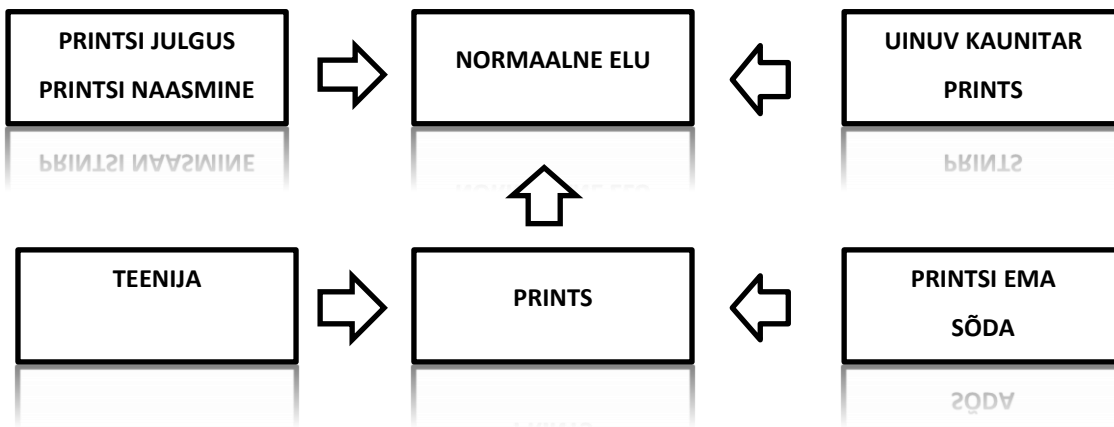 PRINTSI JULGUS
PRINTSI NAASMINE
NORMAALNE ELU
UINUV KAUNITAR
PRINTS
TEENIJA
PRINTS
PRINTSI EMA
SÕDA